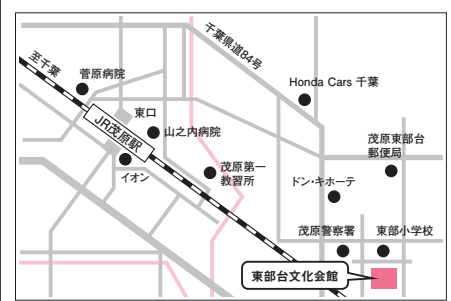 千葉県道84号
至千葉
菅原病院
Honda Cars 千葉
東口
JR茂原駅
山之内病院
茂原東部台
郵便局
イオン
茂原第一
教習所
ドン・キホーテ
茂原警察署
東部小学校
東部台文化会館